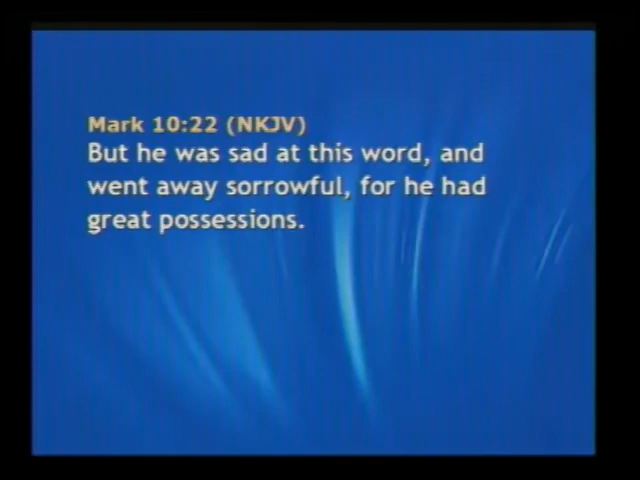 Mark 10:22 (NKJV)
But he was sad at this word, and
went away sorrowful, for he had
great possessions.